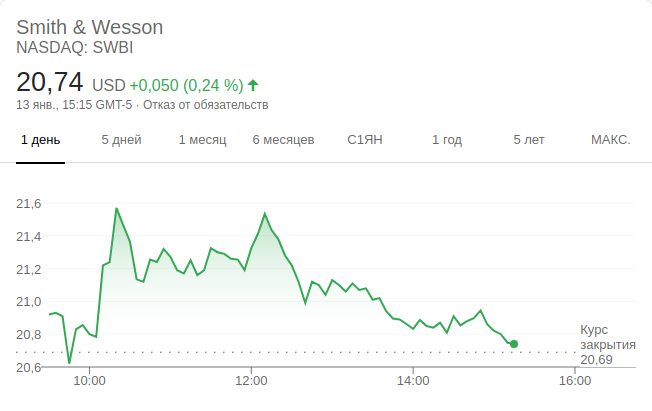 Smith & Wesson
NASDAQ: SWBI
20,74 USD +0,050 (0,24 %)
13 янв., 15:15 GMT-5 · Отказ от обязательств
1 день 5 дней 1 месяц 6 месяцев С1ЯН 1 год 5 лет МАКС.
21,6
21,4
21,2
21,0
20,8
20,6
Курс
закрытия
20,69
10:00 12:00 14:00 16:00